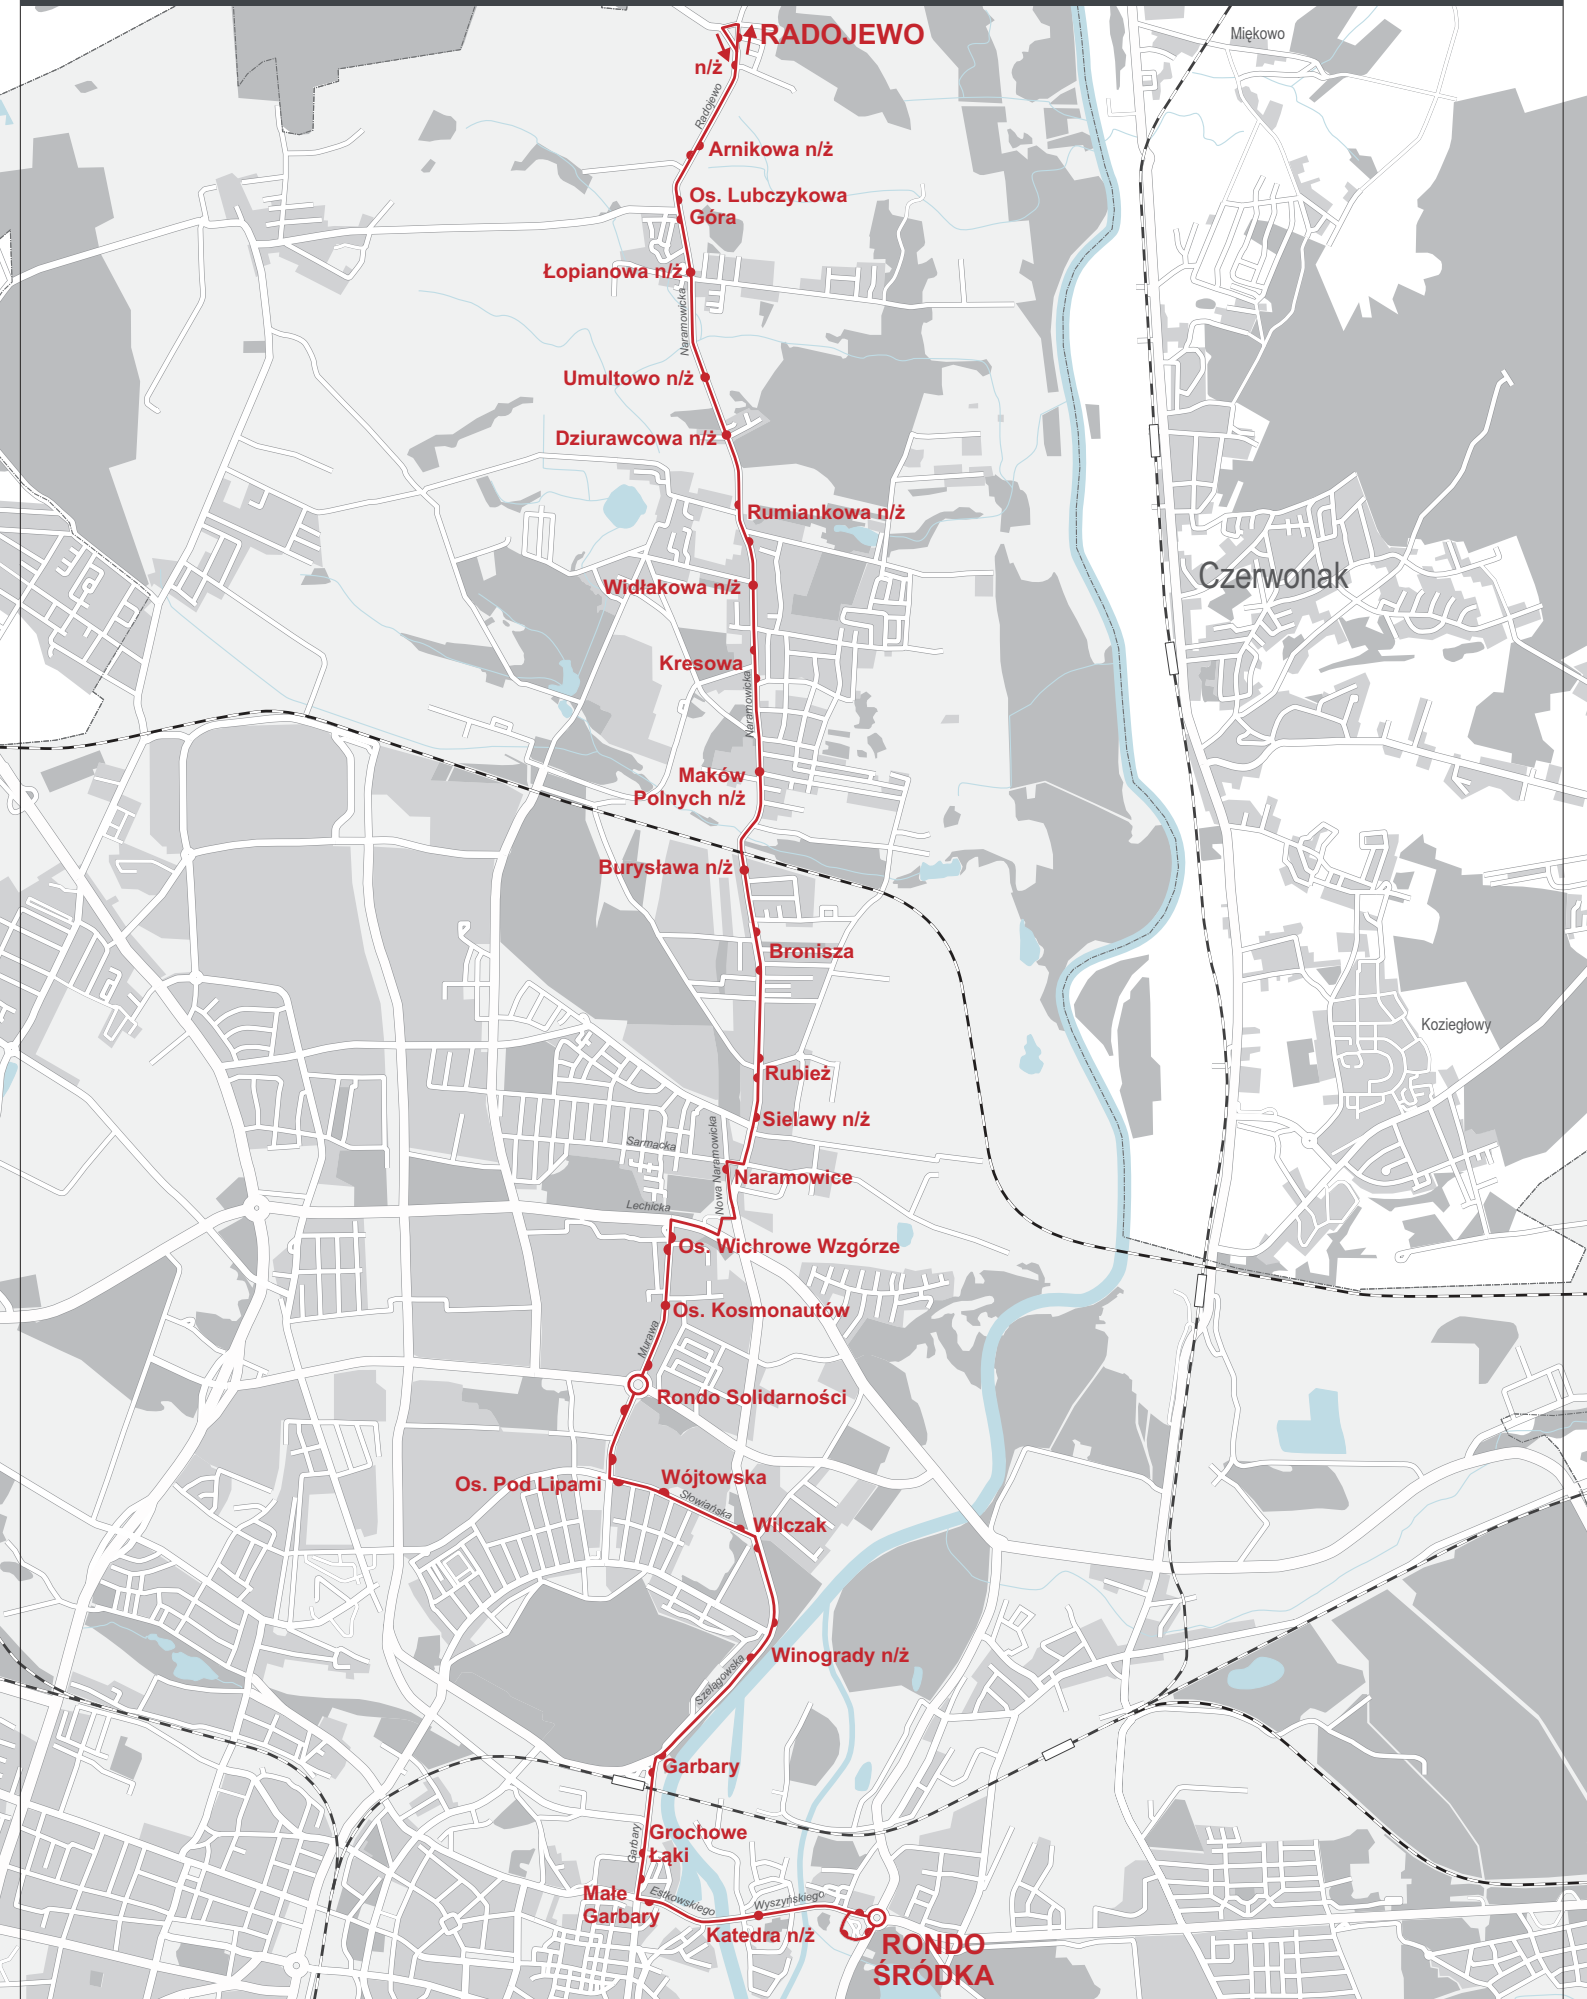 RADOJEWO
Miękowo
n/ż
Radojewo
Arnikowa n/ż
Os. Lubczykowa
Góra
Łopianowa n/ż
Naramowicka
Umultowo n/ż
Dziurawcowa n/ż
Rumiankowa n/ż
Czerwonak
Widłakowa n/ż
Kresowa
Naramowicka
Maków
Polnych n/ż
Burysława n/ż
Bronisza
Koziegłowy
Rubież
Sielawy n/ż
Sarmacka
Nowa Naramowicka
Naramowice
Lechicka
Os. Wichrowe Wzgórze
Os. Kosmonautów
Murawa
Rondo Solidarności
Os. Pod Lipami
Wójtowska
Słowiańska
Wilczak
Winogrady n/ż
Szelągowska
Garbary
Grochowe
Łąki
Garbary
Małe
Garbary
Estkowskiego
Wyszyńskiego
Katedra n/ż
RONDO
ŚRÓDKA